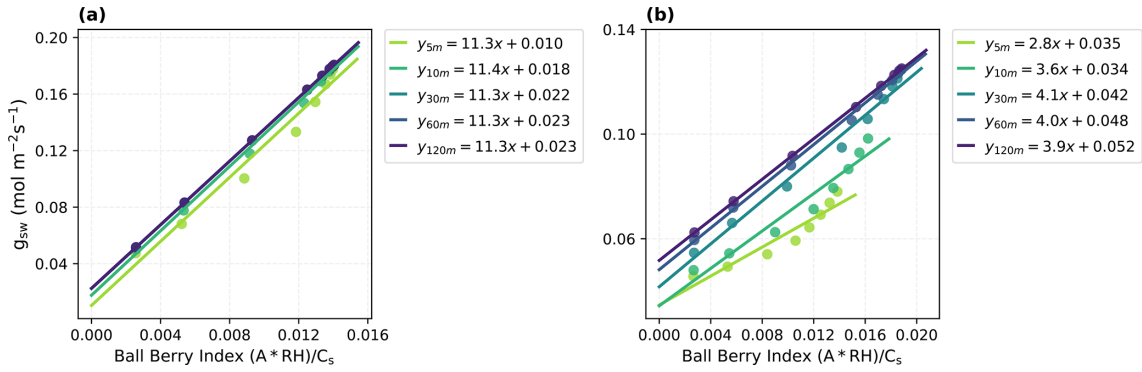 (a)
0.20
0.16
0.12
0.08
0.04
0.000 0.004 0.008 0.012 0.016
Ball Berry Index (A * RH)/Cs
gsw (mol m−2s−1)
y5m = 11.3x + 0.010
y10m = 11.4x + 0.018
y30m = 11.3x + 0.022
y60m = 11.3x + 0.023
y120m = 11.3x + 0.023
(b)
0.14
0.10
0.06
0.000 0.004 0.008 0.012 0.016 0.020
Ball Berry Index (A * RH)/Cs
y5m = 2.8x + 0.035
y10m = 3.6x + 0.034
y30m = 4.1x + 0.042
y60m = 4.0x + 0.048
y120m = 3.9x + 0.052